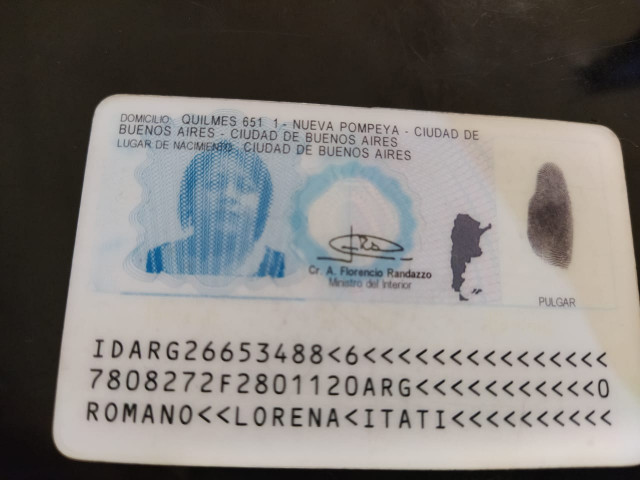 DOMICILIO: QUILMES 651 1 - NUEVA POMPEYA - CIUDAD DE
BUENOS AIRES - CIUDAD DE BUENOS AIRES
LUGAR DE NACIMIENTO: CIUDAD DE BUENOS AIRES
Cr. A. Florencio Randazzo
Ministro del Interior
PULGAR
IDARG26653488<6<<<<<<<<<<<<<<<
7808272F2801120ARG<<<<<<<<<<<0
ROMANO<<LORENA<ITATI<<<<<<<<<<